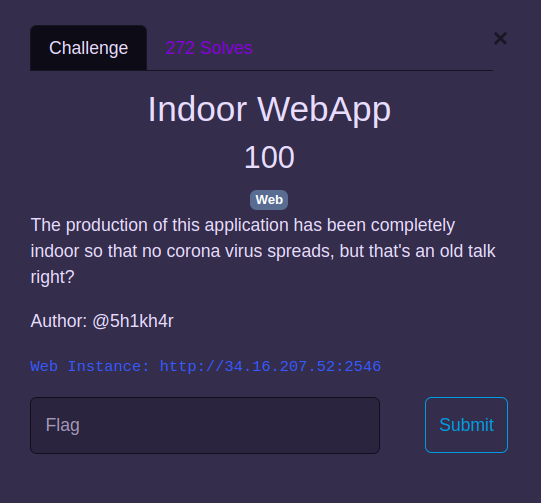 Challenge
272 Solves
×
Indoor WebApp
100
Web
The production of this application has been completely
indoor so that no corona virus spreads, but that's an old talk
right?
Author: @5h1kh4r
Web Instance: http://34.16.207.52:2546
Flag
Submit